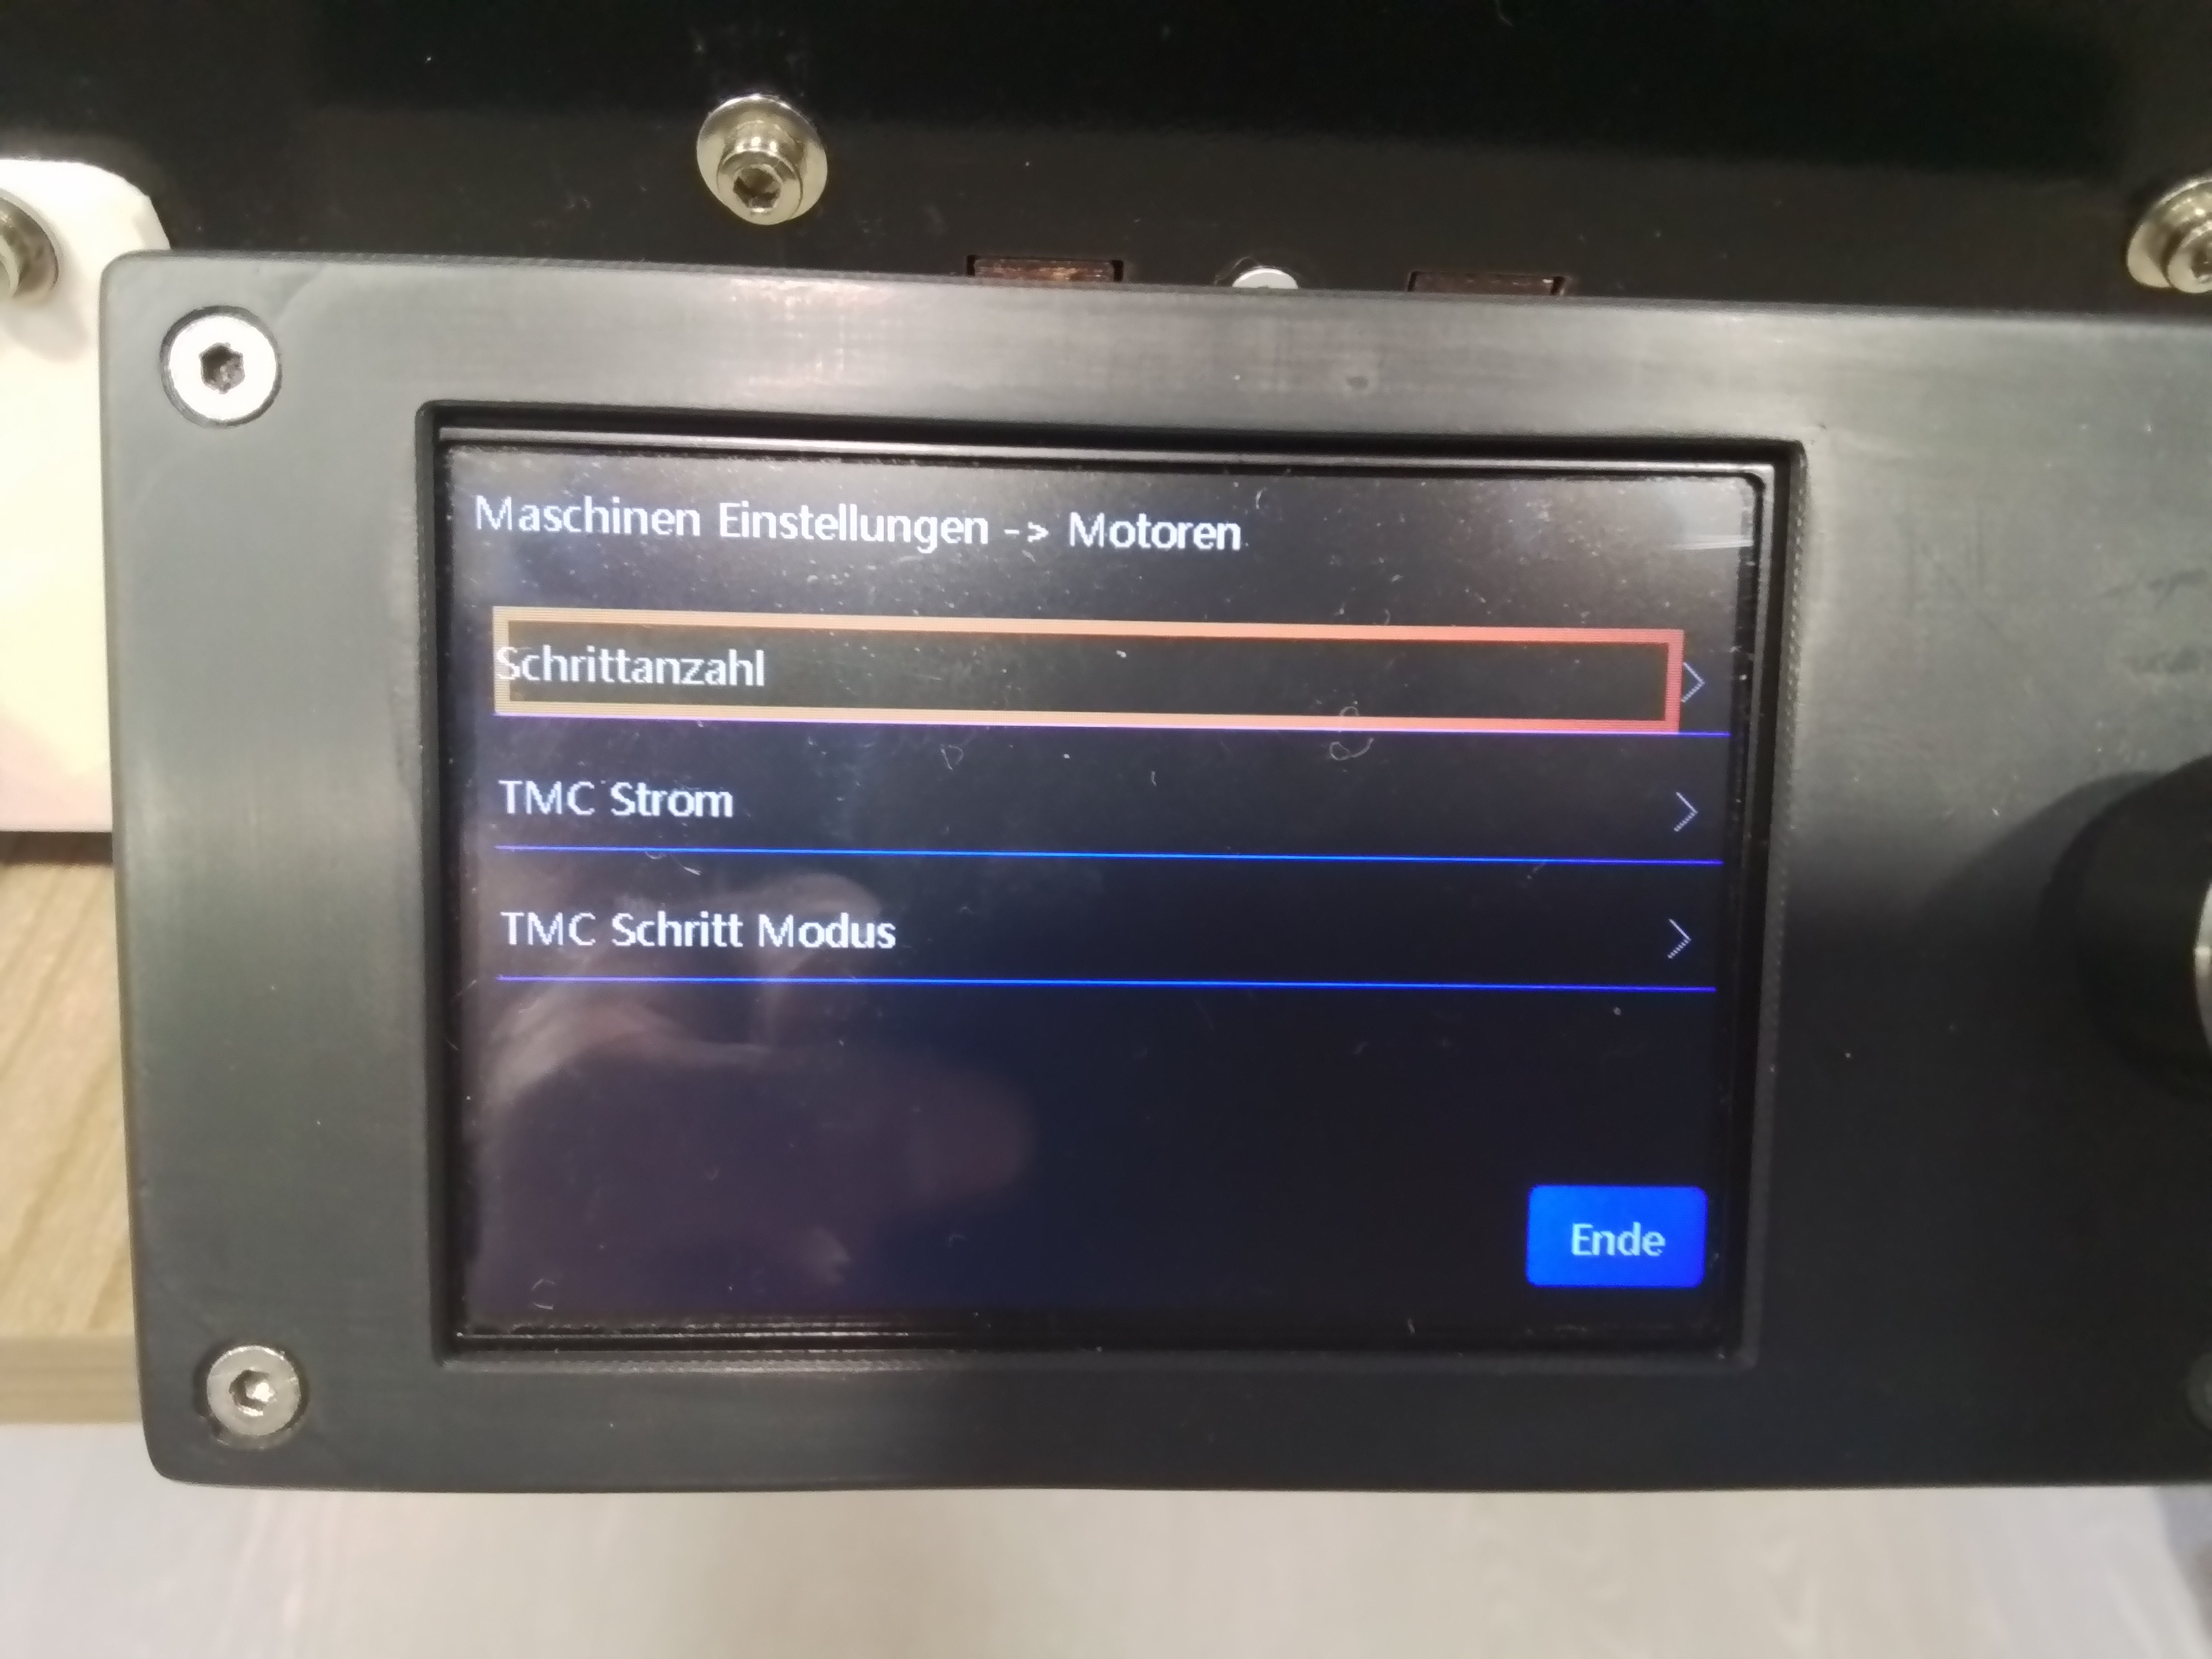 Maschinen Einstellungen -> Motoren
Schrittanzahl
TMC Strom
TMC Schritt Modus
Ende